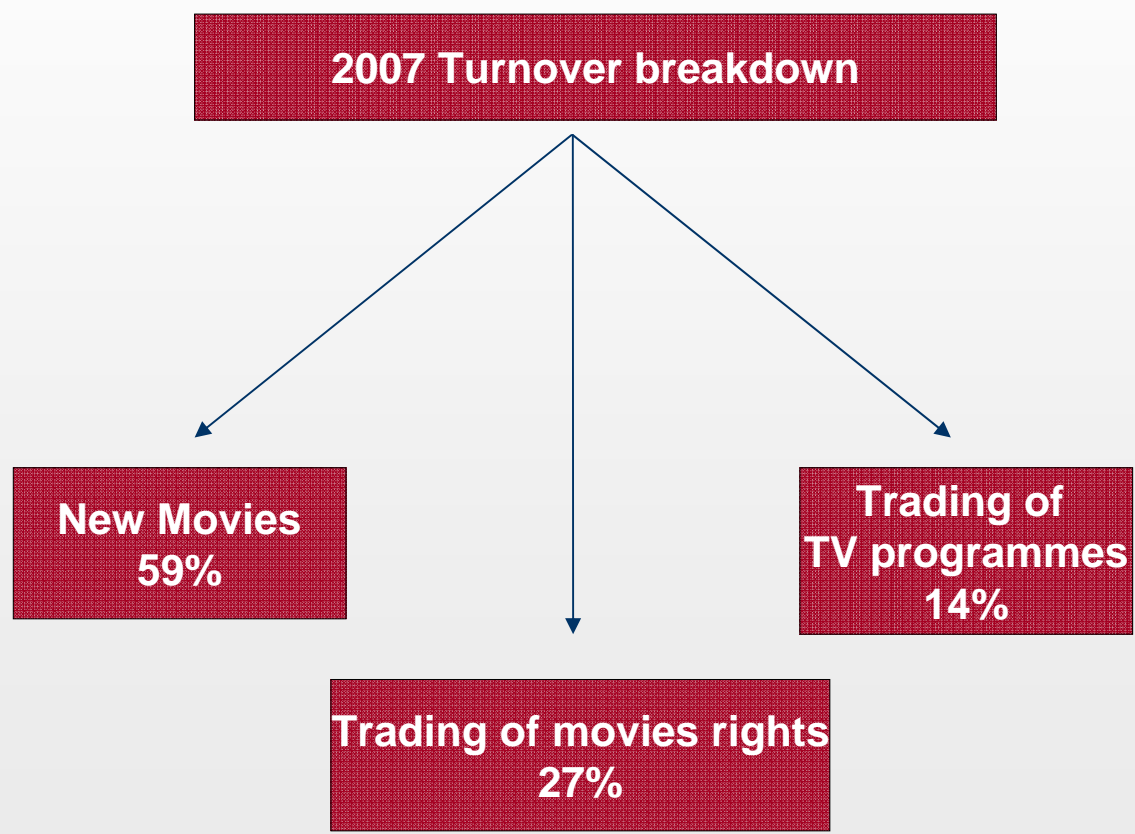 2007 Turnover breakdown
New Movies
59%
Trading of
TV programmes
14%
Trading of movies rights
27%